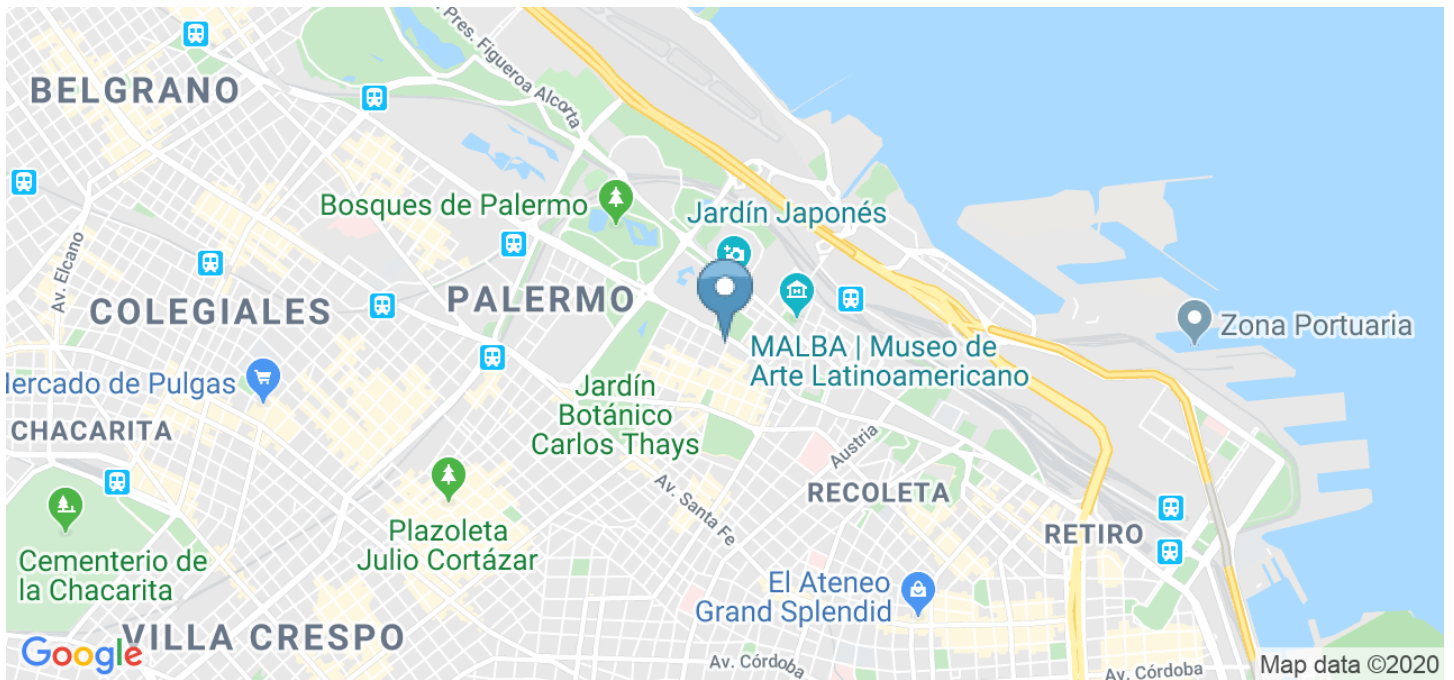 Pres. Figueroa Alcorta
BELGRANO
Bosques de Palermo
Jardín Japonés
Av. Elcano
COLEGIALES
PALERMO
Zona Portuaria
MALBA | Museo de
Arte Latinoamericano
Mercado de Pulgas
Jardín
Botánico
Carlos Thays
CHACARITA
Austria
Av. Santa Fe
RECOLETA
RETIRO
Plazoleta
Julio Cortázar
Cementerio de
la Chacarita
El Ateneo
Grand Splendid
VILLA CRESPO
Google
Av. Córdoba
Av. Córdoba
Map data ©2020